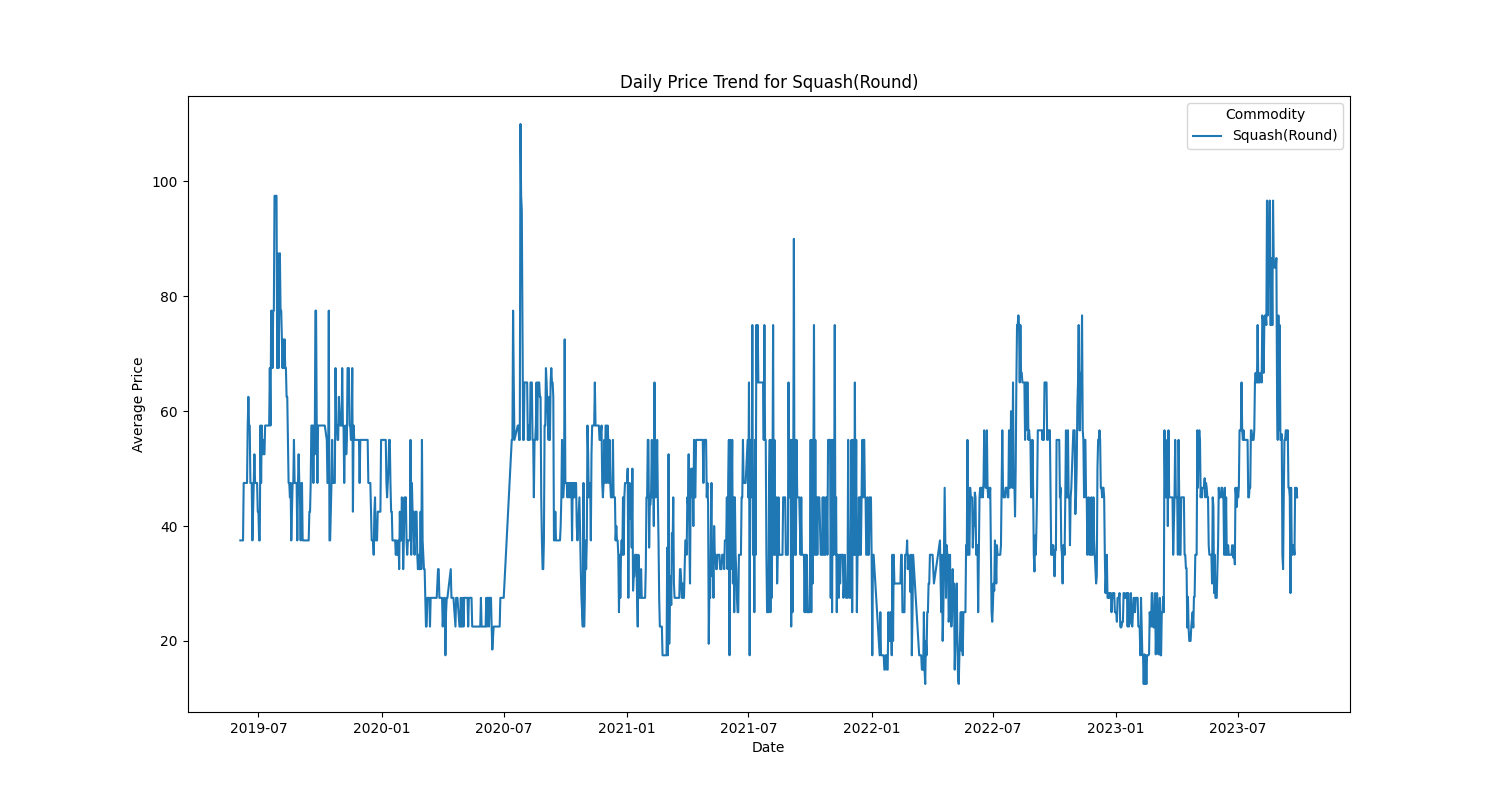 Daily Price Trend for Squash(Round)
Commodity
Squash(Round)
Average Price
100
80
60
40
20
2019-07
2020-01
2020-07
2021-01
2021-07
2022-01
2022-07
2023-01
2023-07
Date